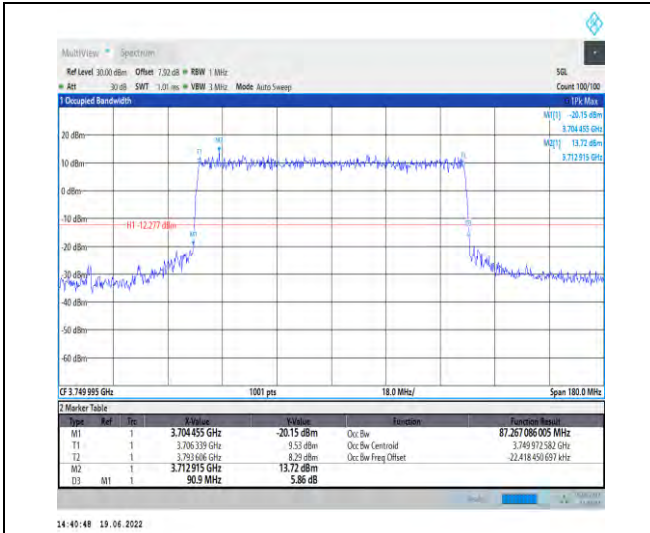 MultiView Spectrum
Ref Level 30.00 dBm Offset 7.92 dB RBW 1 MHz SGL
Att 30 dB SWT 1.01 ms VBW 3 MHz Mode Auto Sweep Count 100/100
1 Occupied Bandwidth 1Pk Max
M1[1] -20.15 dBm
3.704 455 GHz
M2[1] 13.72 dBm
3.712 915 GHz
20 dBm
M2
T1
10 dBm
0 dBm
-10 dBm
H1 -12.277 dBm
M1
-20 dBm
-30 dBm
-40 dBm
-50 dBm
-60 dBm
CF 3.749 995 GHz 1001 pts 18.0 MHz/ Span 180.0 MHz
2 Marker Table
Type Ref Trc X-Value Y-Value Function Function Result
M1 1 3.704 455 GHz -20.15 dBm Occ Bw 87.267 086 005 MHz
T1 1 3.706 339 GHz 9.53 dBm Occ Bw Centroid 3.749 972 582 GHz
T2 1 3.793 606 GHz 8.29 dBm Occ Bw Freq Offset -22.418 450 697 kHz
M2 1 3.712 915 GHz 13.72 dBm
D3 M1 1 90.9 MHz 5.86 dB
14:40:48 19.06.2022